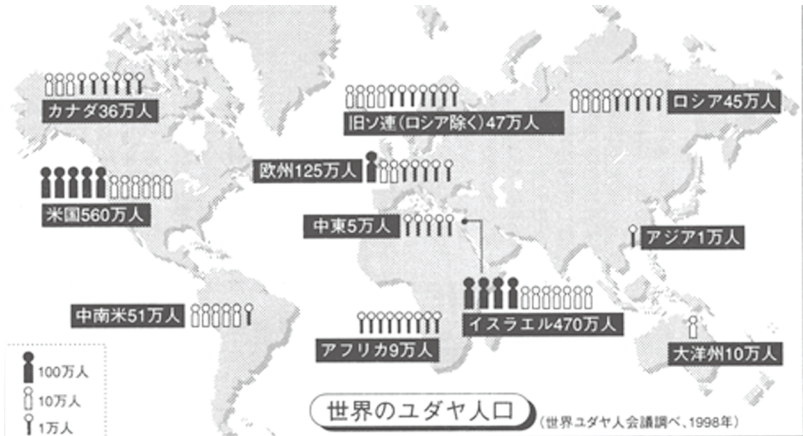 カナダ36万人
旧ソ連(ロシア除く)47万人
ロシア45万人
欧州125万人
米国560万人
中東5万人
アジア1万人
イスラエル470万人
中南米51万人
アフリカ9万人
大洋州10万人
100万人
10万人
1万人
世界のユダヤ人口
(世界ユダヤ人会議調べ、1998年)